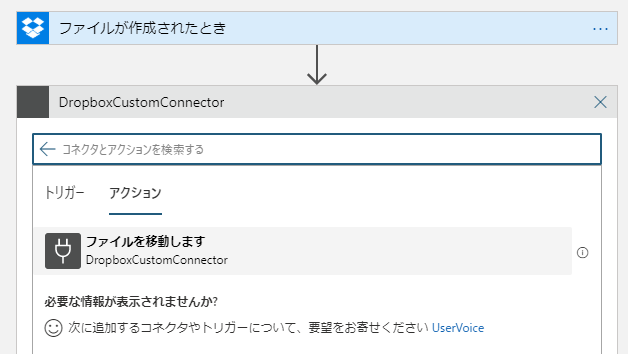 ファイルが作成されたとき
DropboxCustomConnector
コネクタとアクションを検索する
トリガー アクション
ファイルを移動します
DropboxCustomConnector
必要な情報が表示されませんか?
次に追加するコネクタやトリガーについて、要望をお寄せください UserVoice